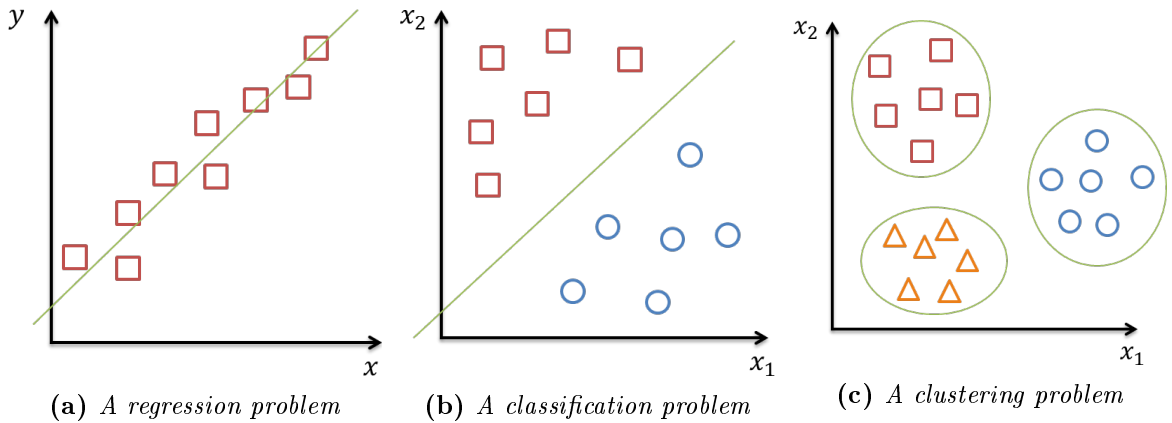 y
x
(a) A regression problem
x₂
x₁
(b) A classification problem
x₂
x₁
(c) A clustering problem